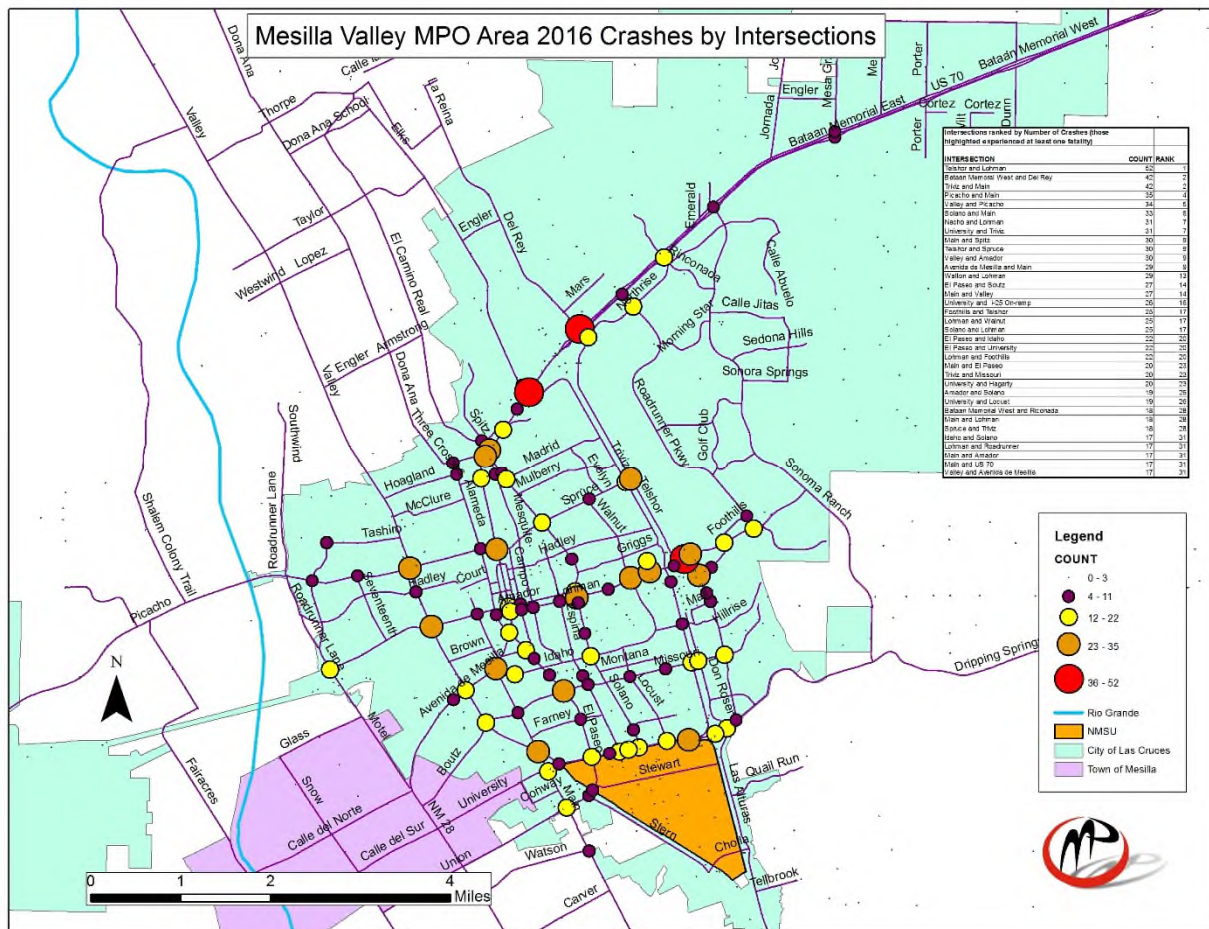 Mesilla Valley MPO Area 2016 Crashes by Intersections
Intersections ranked by Number of Crashes (those
highlighted experienced at least one fatality)
INTERSECTION COUNT RANK
Telshor and Lohman 52 1
Bataan Memorial West and Del Rey 42 2
Triviz and Main 42 2
Picacho and Main 35 4
Valley and Picacho 34 5
Solano and Main 33 6
Nacho and Lohman 31 7
University and Triviz 31 7
Main and Spitz 30 9
Telshor and Spruce 30 9
Valley and Amador 30 9
Avenida de Mesilla and Main 29
Walton and Lohman 29 13
El Paseo and Boutz 27 14
Main and Valley 27 14
University and I-25 On-ramp 26 16
Foothills and Telshor 25 17
Lohman and Walnut 25 17
Solano and Lohman 25 17
El Paseo and Idaho 22 20
El Paseo and University 22 20
Lohman and Foothills 22 20
Main and El Paseo 20 23
Triviz and Missouri 20 23
University and Hagarty 20 23
Amador and Solano 19 26
University and Locust 19 26
Bataan Memorial West and Riconada 18 28
Main and Lohman 18 28
Spruce and Triviz 18 28
Idaho and Solano 17 31
Lohman and Roadrunner 17 31
Main and Amador 17 31
Main and US 70 17 31
Valley and Avenida de Mesilla 17 31
Legend
COUNT
0 - 3
4 - 11
12 - 22
23 - 35
36 - 52
Rio Grande
NMSU
City of Las Cruces
Town of Mesilla
Dona Ana
Valley
Thorpe
Dona Ana School
Elks
La Reina
Taylor
Westwind
Lopez
El Camino Real
Engler
Del Rey
Mars
Engler
Armstrong
Valley
Dona Ana
Three Crosses
Spitz
Southwind
Roadrunner Lane
Shalem Colony Trail
Picacho
Hoagland
McClure
Tashiro
Alameda
Madrid
Mulberry
Mesquite
Campo
Spruce
Evelyn
Walnut
Hadley
Griggs
Triviz
Telshor
Roadrunner Pkwy
Golf Club
Sonoma Ranch
Foothills
Northrise
Rinconada
Morning Star
Calle Jitas
Sedona Hills
Sonora Springs
Calle Abuelo
Emerald
Bataan Memorial East
US 70
Bataan Memorial West
Engler
Jornada
Porter
Porter
Cortez
Cortez
Dunn
Seventeenth
Hadley
Court
Amador
Lohman
Espina
Hillrise
Roadrunner Lane
Motel
Brown
Avenida de Mesilla
Idaho
Montana
Missouri
Solano
Locust
Don Roser
Dripping Springs
Farney
El Paseo
Boutz
Glass
Snow
Fairacres
Calle del Norte
Calle del Sur
NM 28
University
Union
Conway
Main
Watson
Carver
Stewart
Stern
Cholla
Las Alturas
Quail Run
Tellbrook
N
0 1 2 4
Miles